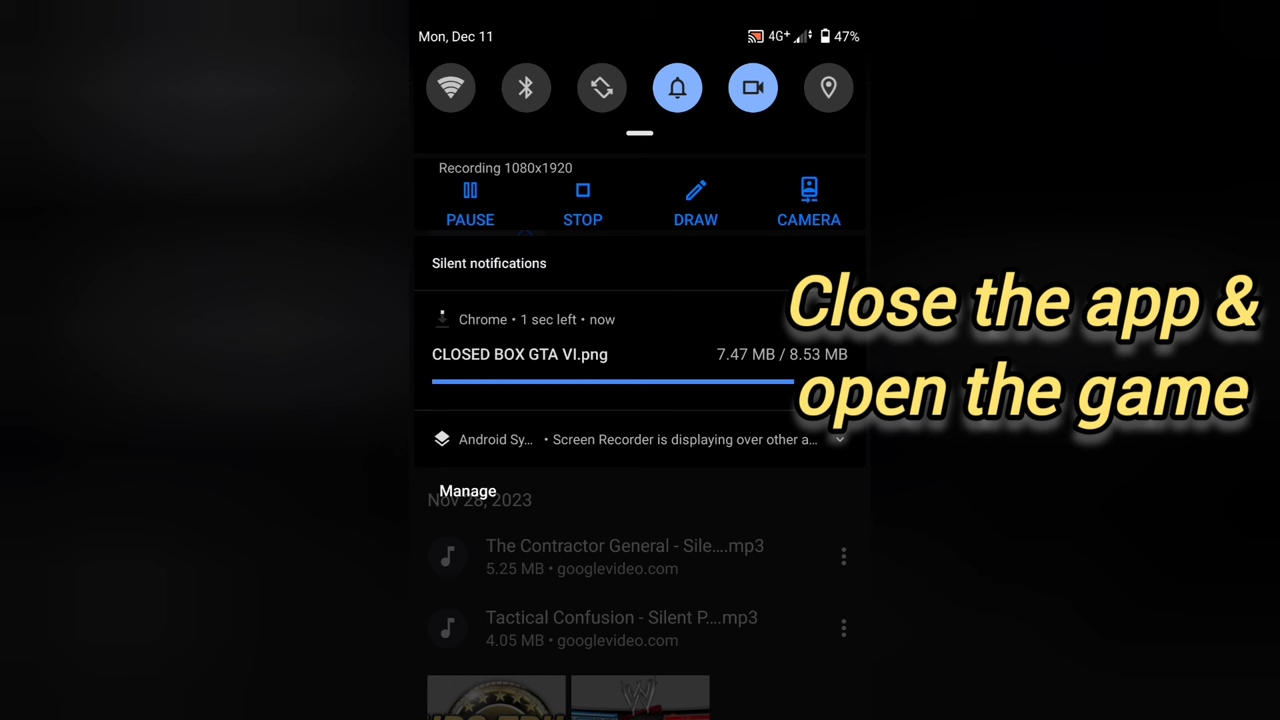 Mon, Dec 11
4G+ 47%
Recording 1080x1920
PAUSE STOP DRAW CAMERA
Silent notifications
Chrome • 1 sec left • now
CLOSED BOX GTA VI.png 7.47 MB / 8.53 MB
Close the app &
open the game
Android Sy... • Screen Recorder is displaying over other a...
Manage
Nov 28, 2023
The Contractor General - Sile....mp3
5.25 MB • googlevideo.com
Tactical Confusion - Silent P....mp3
4.05 MB • googlevideo.com